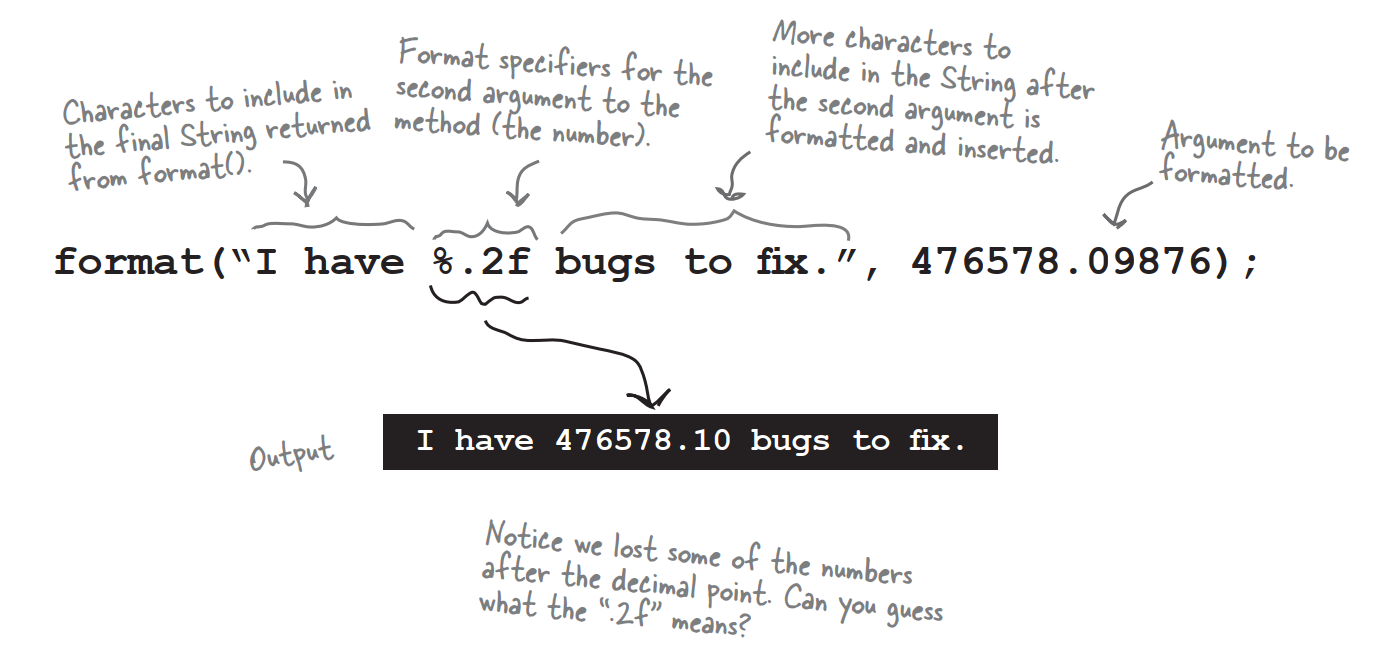 Characters to include in
the final String returned
from format().
Format specifiers for the
second argument to the
method (the number).
More characters to
include in the String after
the second argument is
formatted and inserted.
Argument to be
formatted.
format(“I have %.2f bugs to fix.”, 476578.09876);
Output
I have 476578.10 bugs to fix.
Notice we lost some of the numbers
after the decimal point. Can you guess
what the “.2f” means?